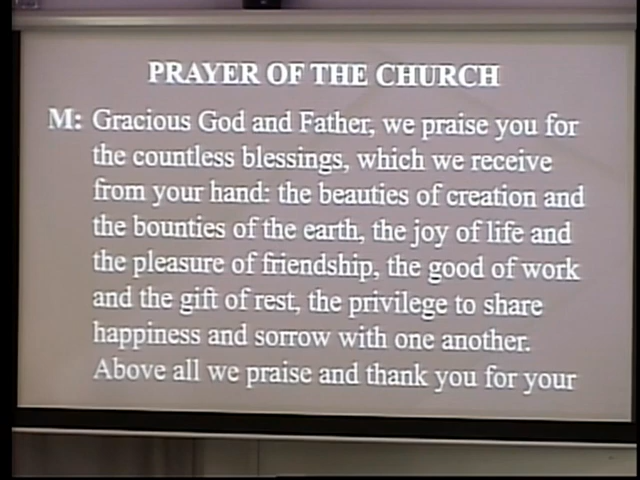 PRAYER OF THE CHURCH
M: Gracious God and Father, we praise you for
the countless blessings, which we receive
from your hand: the beauties of creation and
the bounties of the earth, the joy of life and
the pleasure of friendship, the good of work
and the gift of rest, the privilege to share
happiness and sorrow with one another.
Above all we praise and thank you for your